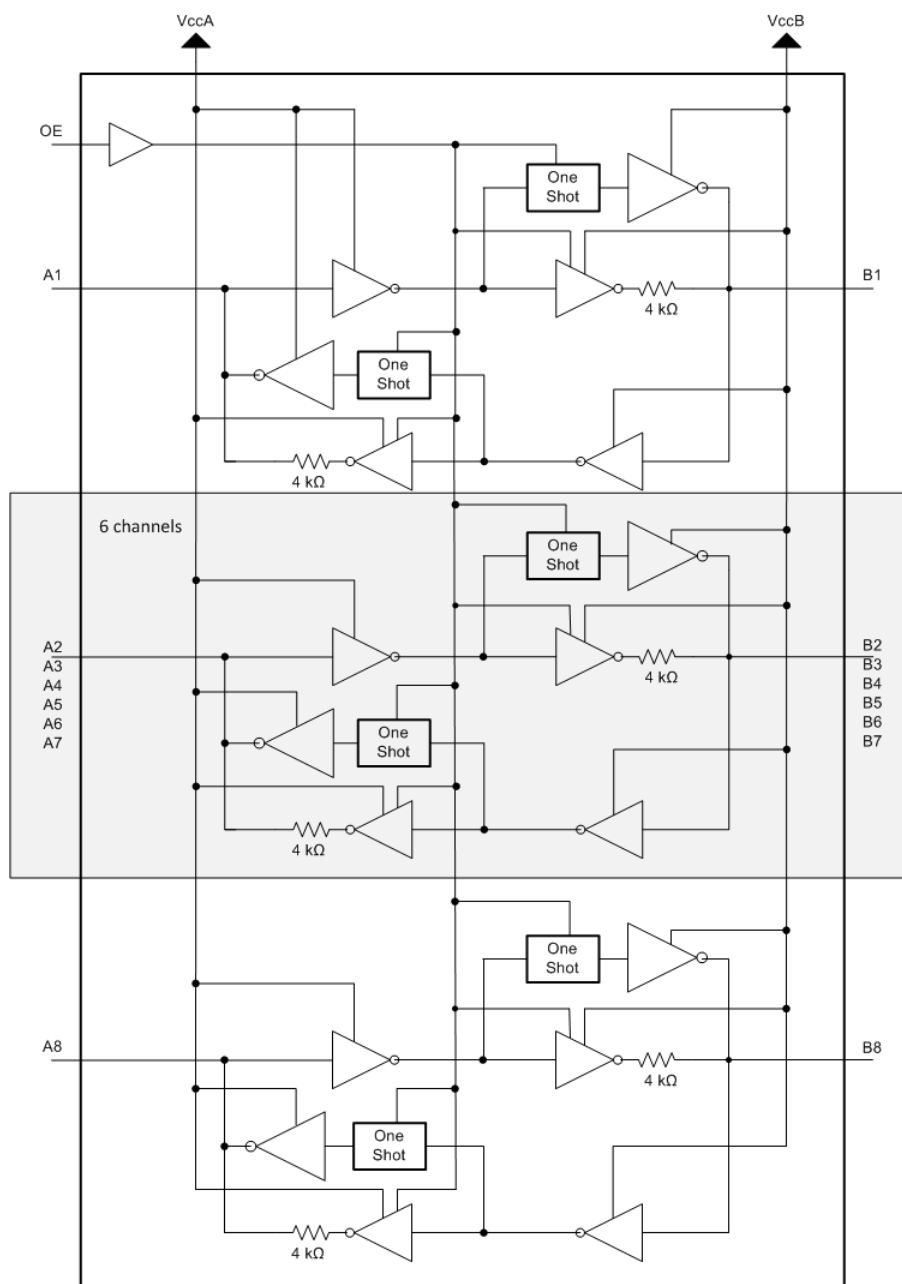 VccA
VccB
OE
One
Shot
A1
B1
4 kΩ
One
Shot
4 kΩ
6 channels
One
Shot
A2
A3
A4
A5
A6
A7
B2
B3
B4
B5
B6
B7
4 kΩ
One
Shot
4 kΩ
One
Shot
A8
B8
4 kΩ
One
Shot
4 kΩ